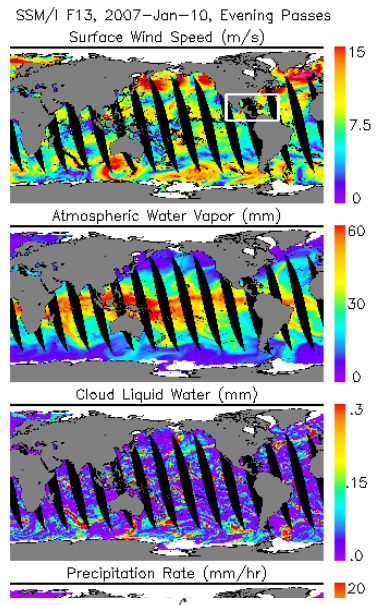 SSM/I F13, 2007-Jan-10, Evening Passes
Surface Wind Speed (m/s)
15
7.5
0
Atmospheric Water Vapor (mm)
60
30
0
Cloud Liquid Water (mm)
.3
.15
.0
Precipitation Rate (mm/hr)
20